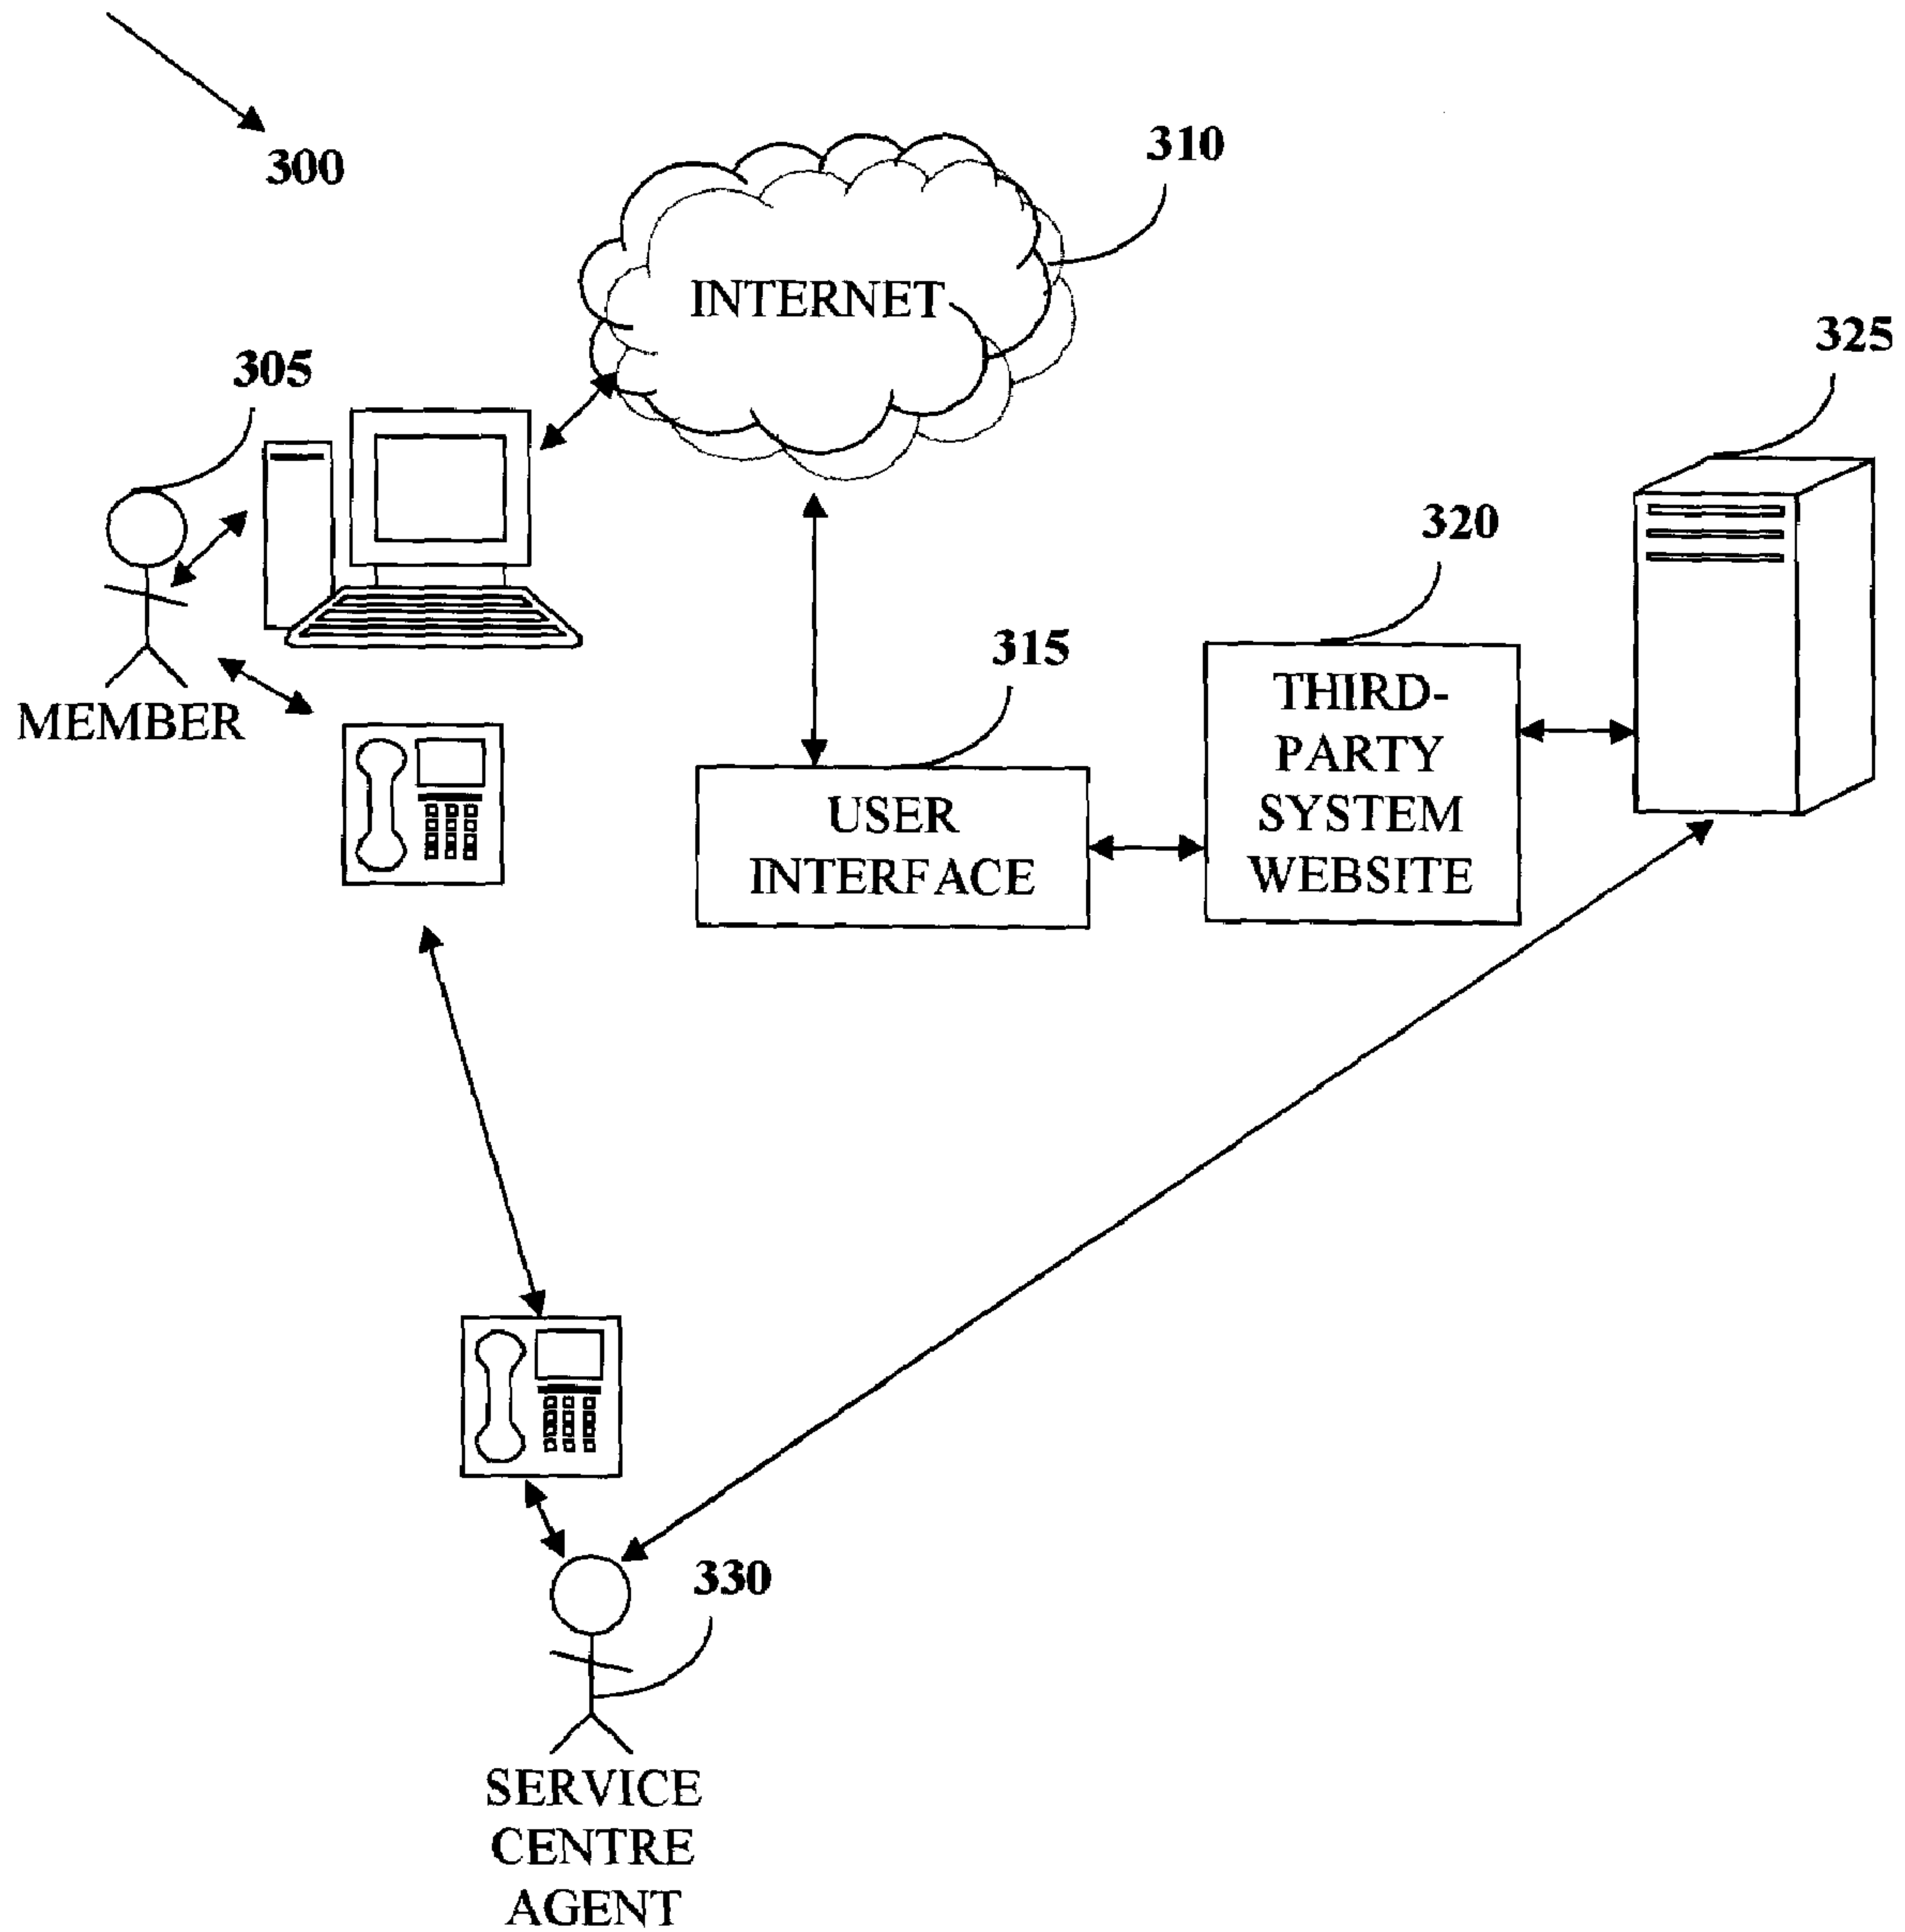 300
310
INTERNET
325
305
320
315
MEMBER
THIRD-
PARTY
SYSTEM
WEBSITE
USER
INTERFACE
330
SERVICE
CENTRE
AGENT